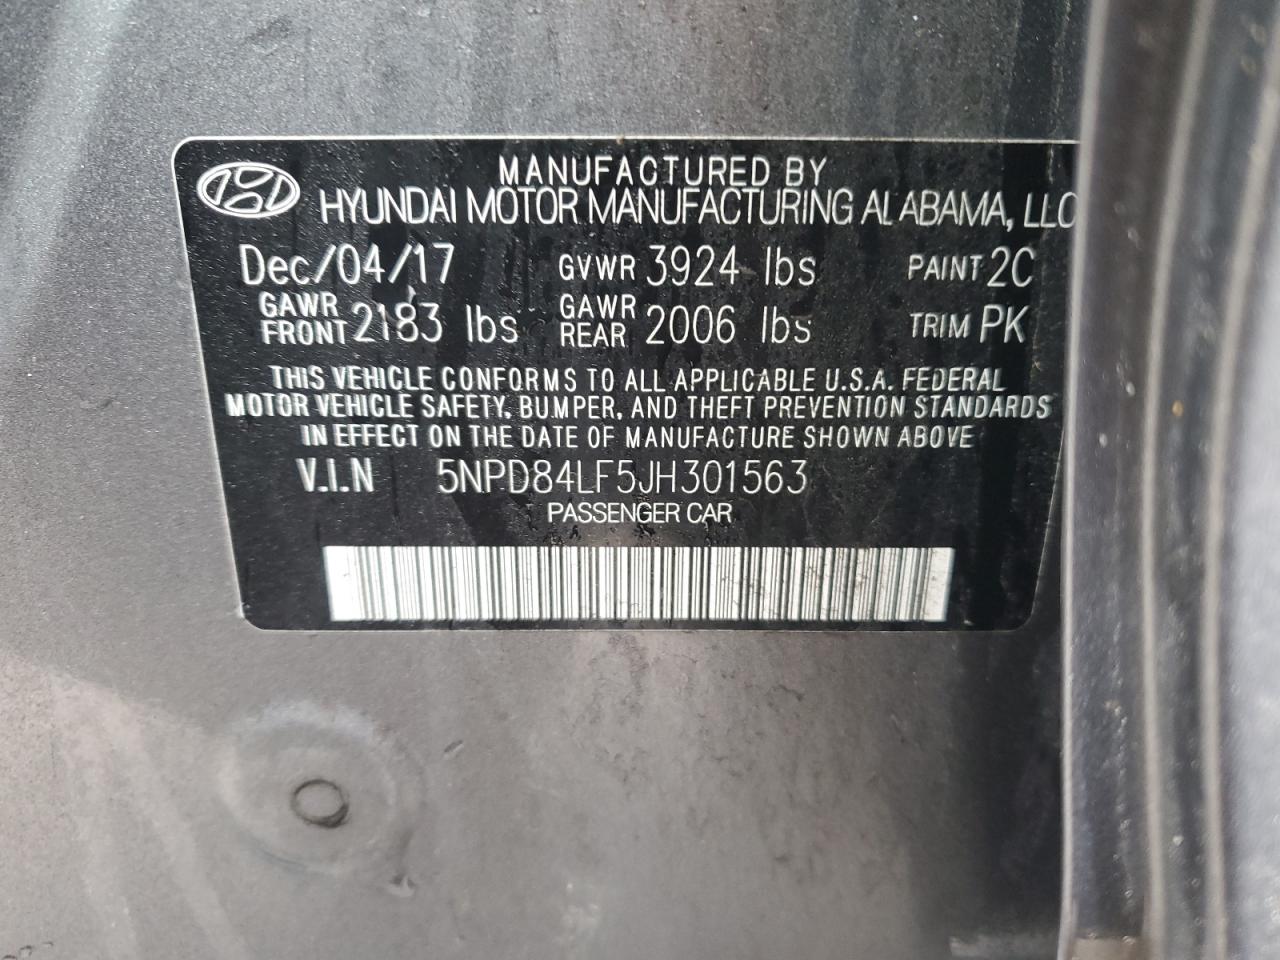 MANUFACTURED BY
HYUNDAI MOTOR MANUFACTURING ALABAMA, LLC
Dec/04/17 GVWR 3924 lbs PAINT 2C
GAWR FRONT 2183 lbs GAWR REAR 2006 lbs TRIM PK
THIS VEHICLE CONFORMS TO ALL APPLICABLE U.S.A. FEDERAL
MOTOR VEHICLE SAFETY, BUMPER, AND THEFT PREVENTION STANDARDS
IN EFFECT ON THE DATE OF MANUFACTURE SHOWN ABOVE
V.I.N 5NPD84LF5JH301563
PASSENGER CAR